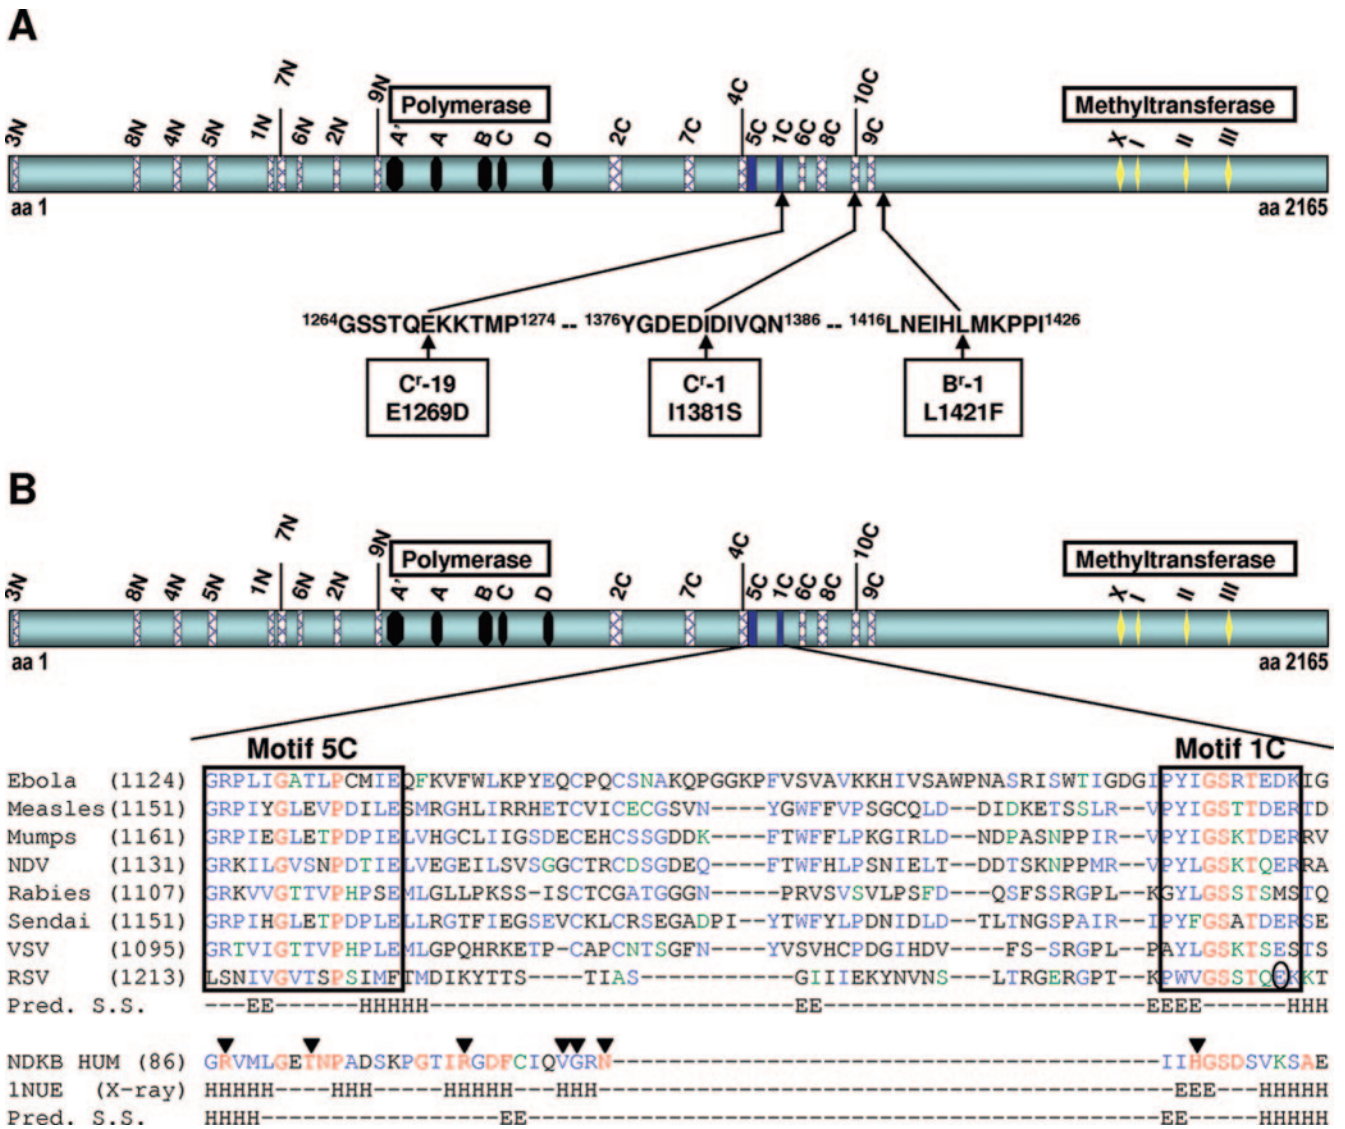 A
3N 8N 4N 5N 1N 7N 6N 2N 9N Polymerase A' A B C D 2C 7C 4C 5C 1C 6C 8C 10C 9C Methyltransferase X I II III
aa 1 aa 2165
1264GSSTQEKKTMP1274 -- 1376YGDEDIDIVQN1386 -- 1416LNEIHLMKPPI1426
Cr-19 Cr-1 Br-1
E1269D I1381S L1421F
B
3N 8N 4N 5N 1N 7N 6N 2N 9N Polymerase A' A B C D 2C 7C 4C 5C 1C 6C 8C 10C 9C Methyltransferase X I II III
aa 1 aa 2165
Motif 5C Motif 1C
Ebola (1124) GRPLIGATLPCMIEQFKVFWLKPYEQCPQCSNAKQPGGKPFVSVAVKKHIVSAWPNASRISWTIGDGIPYIGSRTEDKIG
Measles(1151) GRPIYGLEVPDILESMRGHLIRRHETCVICECGSVN----YGWFFVPSGCQLD--DIDKETSSLR--VPYIGSTTDERTD
Mumps (1161) GRPIEGLETPDPIELVHGCLIIGSDECEHCSSGDDK----FTWFFLPKGIRLD--NDPASNPPIR--VPYIGSKTDERRV
NDV (1131) GRKILGVSNPDTIELVEGEILSVSGGCTRCDSGDEQ----FTWFHLPSNIELT--DDTSKNPPMR--VPYLGSKTQERRA
Rabies (1107) GRKVVGTTVPHPSEMLGLLPKSS-ISCTCGATGGGN-----PRVSVSVLPSFD---QSFSSRGPL--KGYLGSSTSMSTQ
Sendai (1151) GRPIHGLETPDPLELLRGTFIEGSEVCKLCRSEGADPI--YTWFYLPDNIDLD--TLTNGSPAIR--IPYFGSATDERSE
VSV (1095) GRTVIGTTVPHPLEMLGPQHRKETP-CAPCNTSGFN----YVSVHCPDGIHDV----FS-SRGPL--PAYLGSKTSESTS
RSV (1213) LSNIVGVTSPSIMFTMDIKYTTS----TIAS-----------GIIIEKYNVNS---LTRGERGPT--KPWVGSSTQEKKT
Pred. S.S. ---EE------HHHHH--------------------------EE-----------------------EEEE------HHH
NDKB HUM (86) GRVMLGETNPADSKPGTIRGDFCIQVGRN---------------------------------------IIHGSDSVKSAE
1NUE (X-ray) HHHHH----HHH-----HHHHH---HHH-----------------------------------------EEE---HHHHH
Pred. S.S. HHHH-----------------EE---------------------------------------------EE-----HHHHH